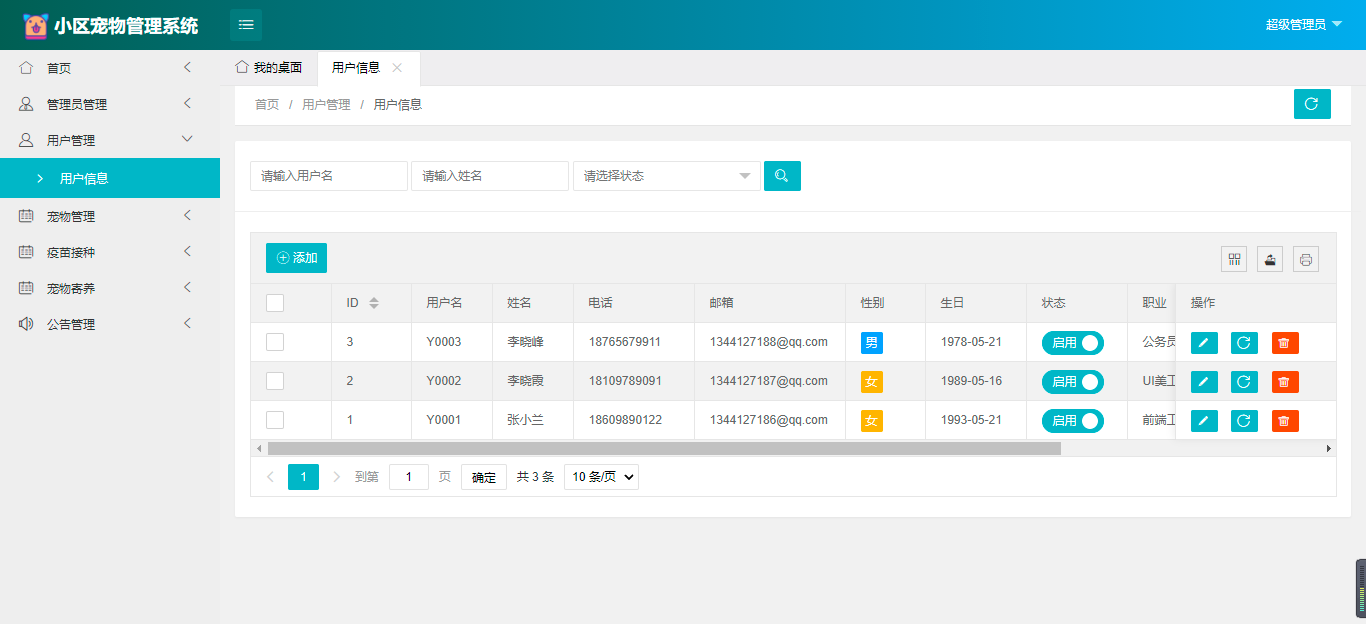 小区宠物管理系统
超级管理员
首页
管理员管理
用户管理
用户信息
宠物管理
疫苗接种
宠物寄养
公告管理
我的桌面 用户信息
首页 / 用户管理 / 用户信息
请输入用户名 请输入姓名 请选择状态
添加
ID 用户名 姓名 电话 邮箱 性别 生日 状态 职业 操作
3 Y0003 李晓峰 18765679911 1344127188@qq.com 男 1978-05-21 启用 公务员
2 Y0002 李晓霞 18109789091 1344127187@qq.com 女 1989-05-16 启用 UI美工
1 Y0001 张小兰 18609890122 1344127186@qq.com 女 1993-05-21 启用 前端工
1 到第 1 页 确定 共 3 条 10 条/页